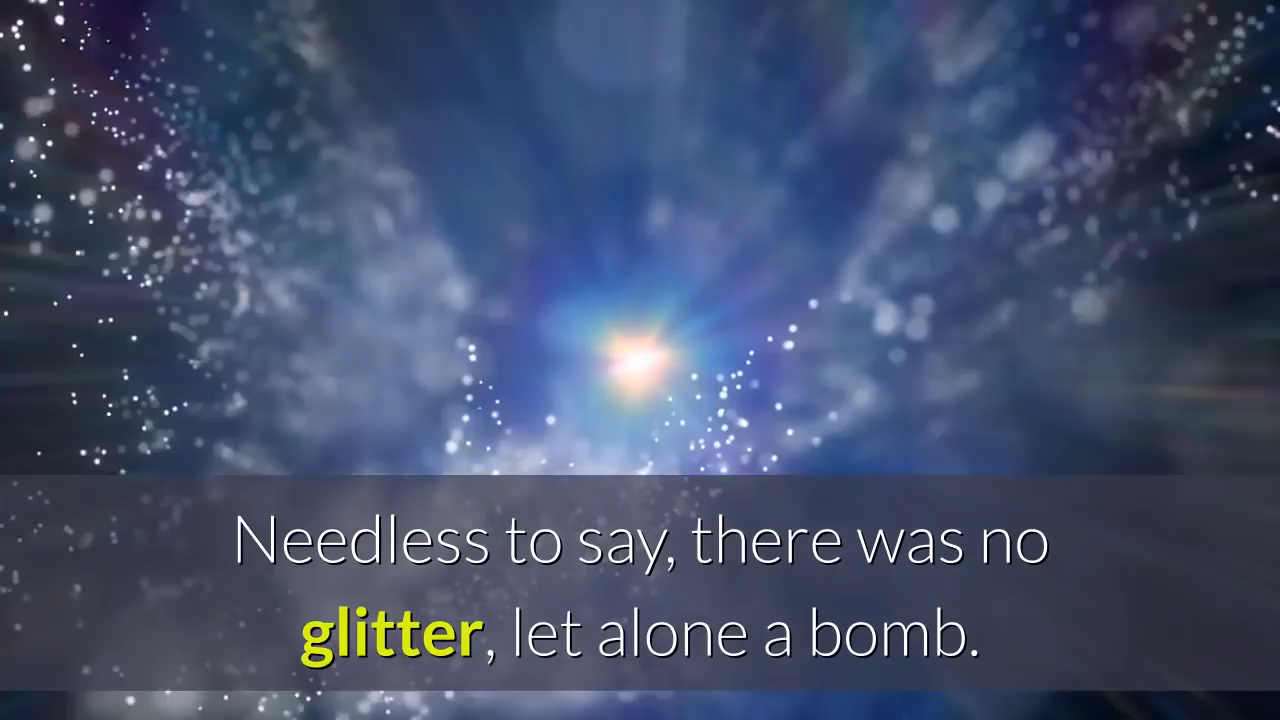 Needless to say, there was no
glitter, let alone a bomb.